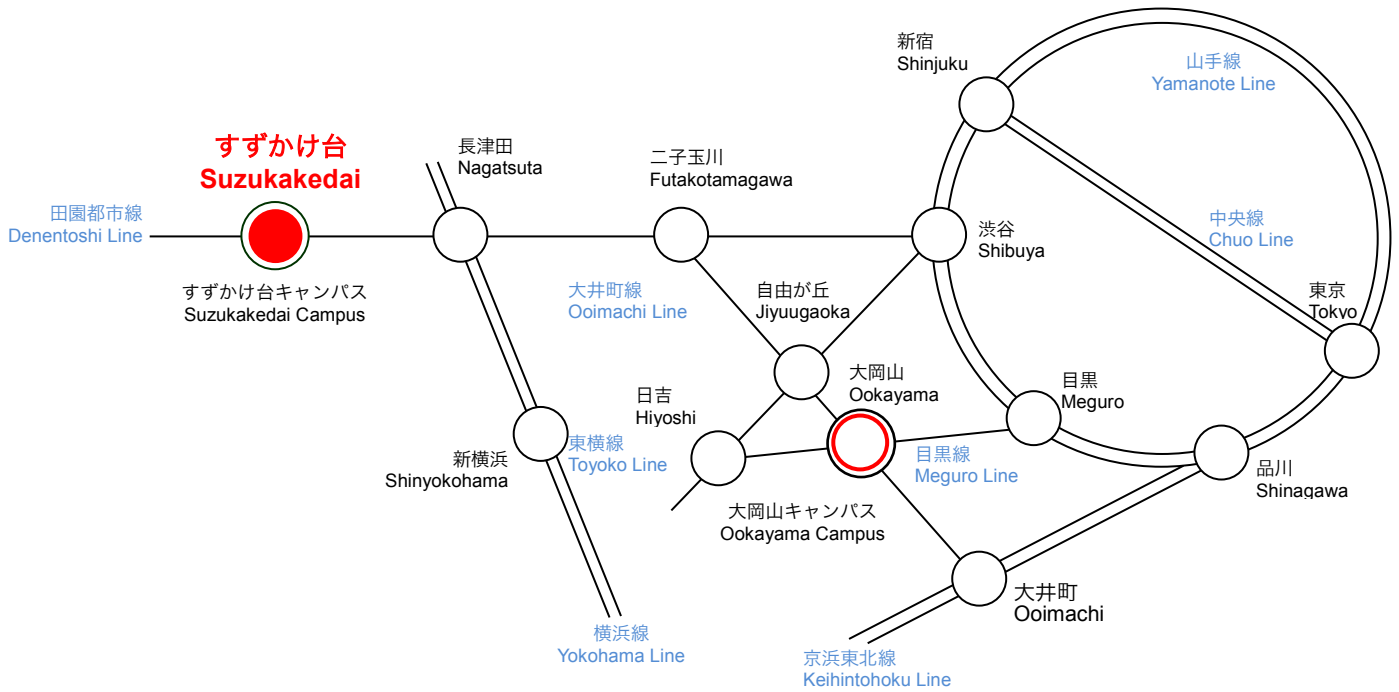 新宿
Shinjuku
山手線
Yamanote Line
すずかけ台
Suzukakedai
長津田
Nagatsuta
二子玉川
Futakotamagawa
田園都市線
Denentoshi Line
渋谷
Shibuya
中央線
Chuo Line
すずかけ台キャンパス
Suzukakedai Campus
大井町線
Ooimachi Line
自由が丘
Jiyuugaoka
東京
Tokyo
大岡山
Ookayama
目黒
Meguro
日吉
Hiyoshi
新横浜
Shinyokohama
東横線
Toyoko Line
目黒線
Meguro Line
品川
Shinagawa
大岡山キャンパス
Ookayama Campus
大井町
Ooimachi
横浜線
Yokohama Line
京浜東北線
Keihintohoku Line